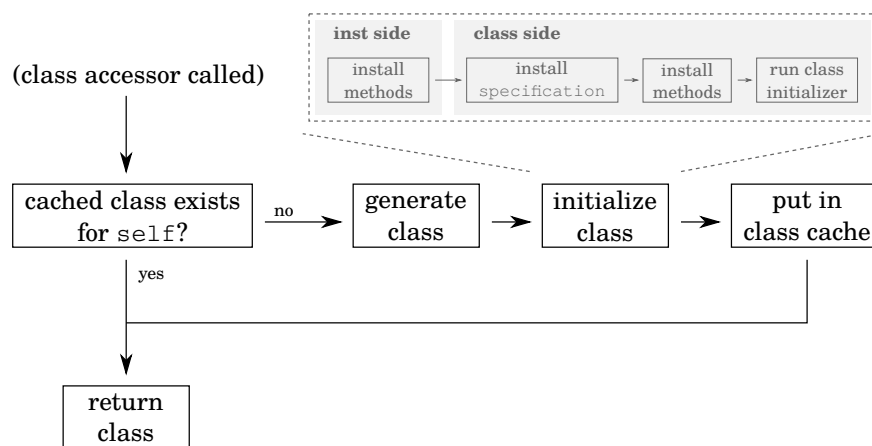 inst side
class side
install
methods
install
specification
install
methods
run class
initializer
(class accessor called)
cached class exists
for self?
no
generate
class
initialize
class
put in
class cache
yes
return
class